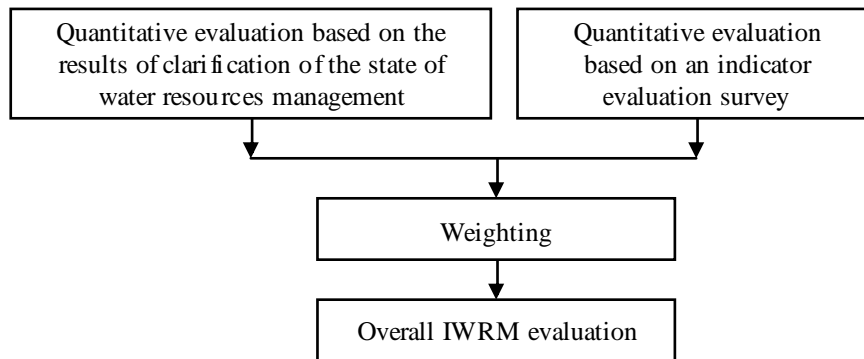 Quantitative evaluation based on the
results of clarification of the state of
water resources management
Quantitative evaluation
based on an indicator
evaluation survey
Weighting
Overall IWRM evaluation